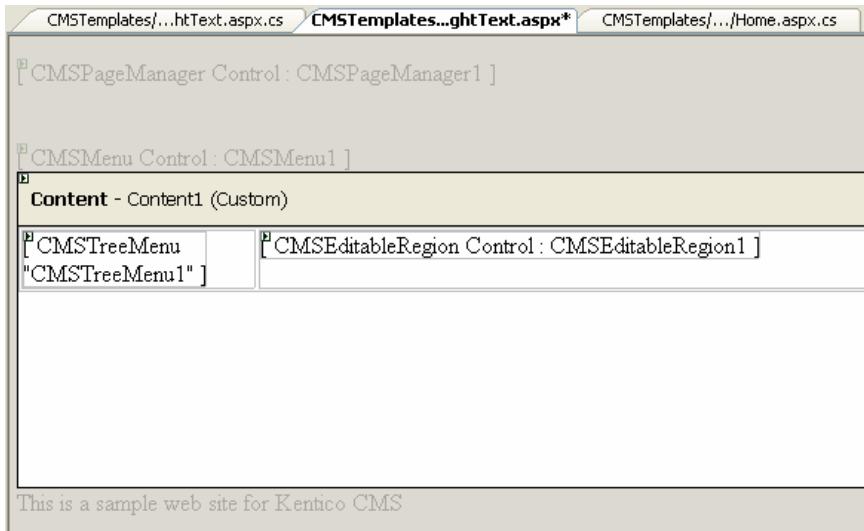 CMSTemplates/...htText.aspx.cs CMSTemplates...ghtText.aspx* CMSTemplates/.../Home.aspx.cs
[ CMSPageManager Control : CMSPageManager1 ]
[ CMSMenu Control : CMSMenu1 ]
Content - Content1 (Custom)
[ CMSTreeMenu "CMSTreeMenu1" ]
[ CMSEditableRegion Control : CMSEditableRegion1 ]
This is a sample web site for Kentico CMS